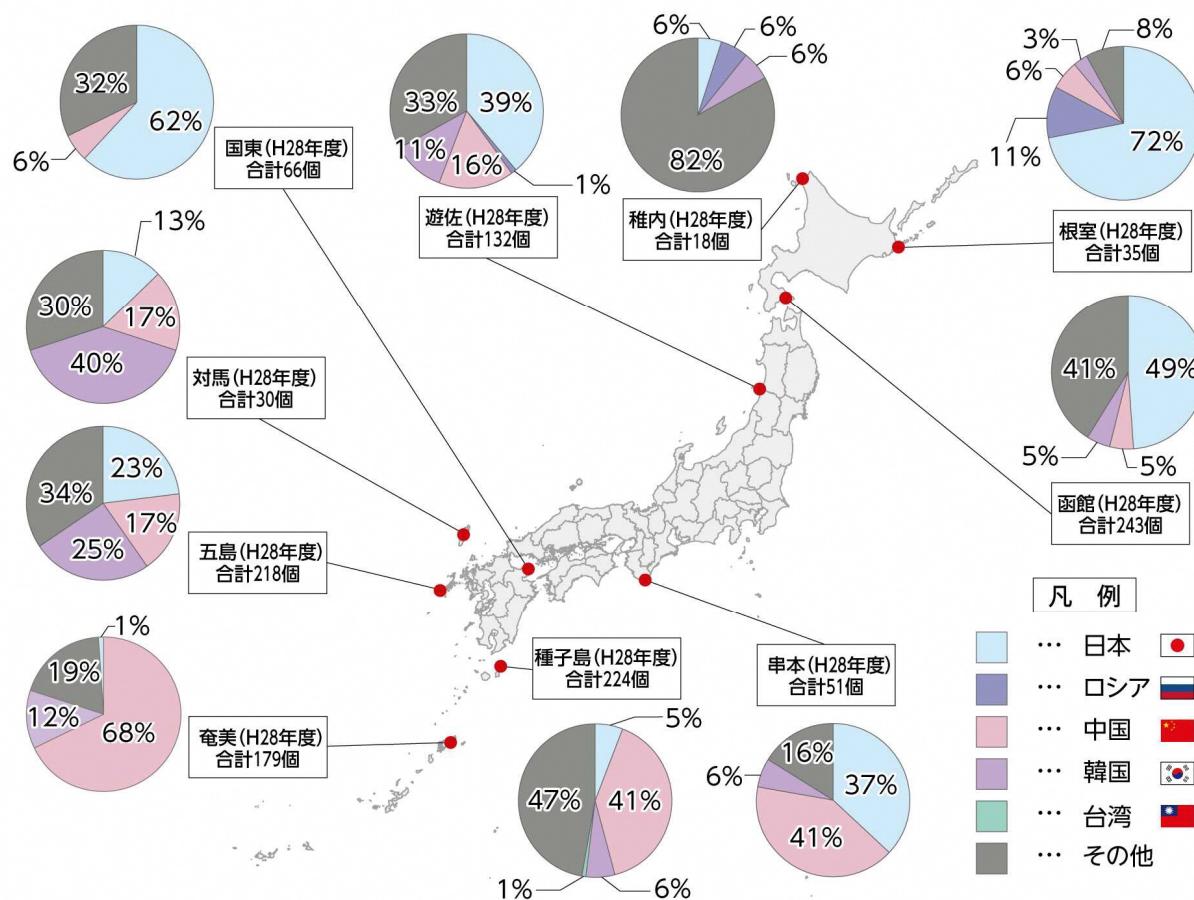 32%
62%
6%
国東(H28年度)
合計66個
33%
39%
11%
16%
1%
遊佐(H28年度)
合計132個
6%
6%
6%
82%
稚内(H28年度)
合計18個
8%
3%
6%
11%
72%
根室(H28年度)
合計35個
13%
30%
17%
40%
対馬(H28年度)
合計30個
41%
49%
5%
5%
函館(H28年度)
合計243個
23%
34%
17%
25%
五島(H28年度)
合計218個
1%
19%
12%
68%
奄美(H28年度)
合計179個
種子島(H28年度)
合計224個
5%
47%
41%
1%
6%
串本(H28年度)
合計51個
16%
6%
37%
41%
凡 例
… 日本
… ロシア
… 中国
… 韓国
… 台湾
… その他